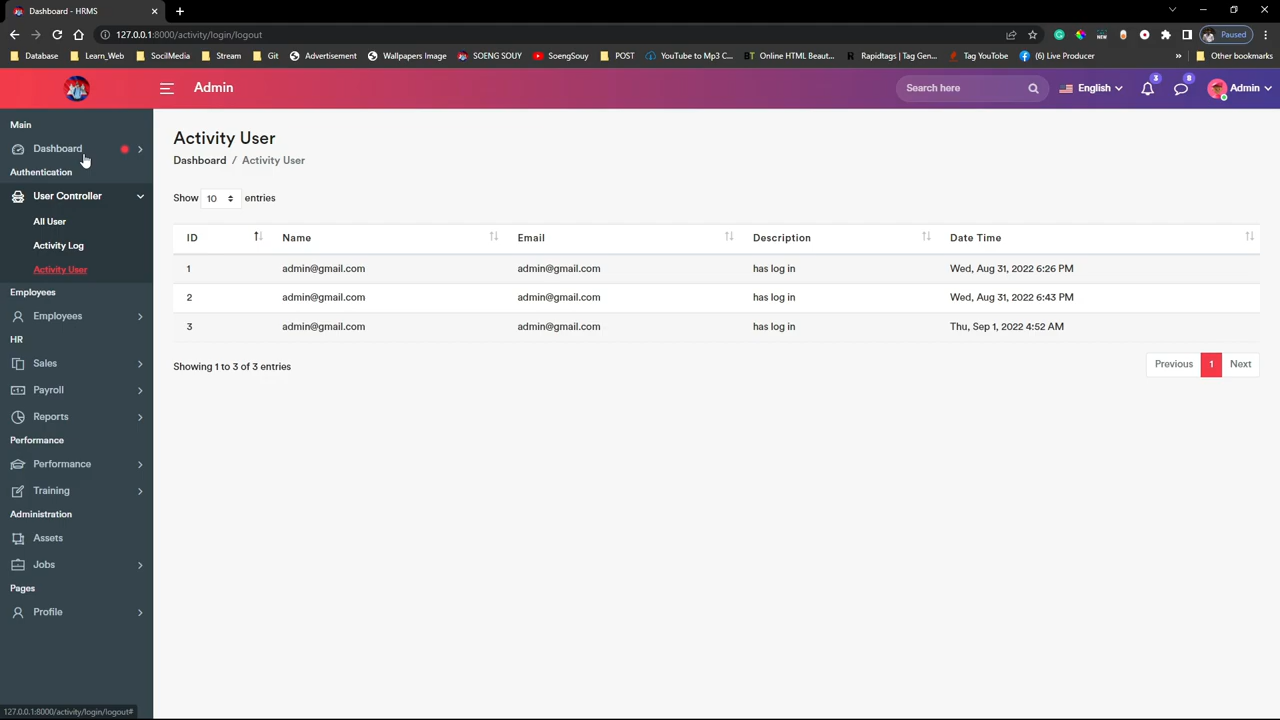 Dashboard - HRMS
127.0.0.1:8000/activity/login/logout
Paused
Database
Learn_Web
SocilMedia
Stream
Git
Advertisement
Wallpapers Image
SOENG SOUY
SoengSouy
POST
YouTube to Mp3 C...
Online HTML Beaut...
Rapidtags | Tag Gen...
Tag YouTube
(6) Live Producer
»
Other bookmarks
Admin
Search here
English
3
8
Admin
Main
Dashboard
Authentication
User Controller
All User
Activity Log
Activity User
Employees
Employees
HR
Sales
Payroll
Reports
Performance
Performance
Training
Administration
Assets
Jobs
Pages
Profile
Activity User
Dashboard / Activity User
Show 10 entries
ID Name Email Description Date Time
1 admin@gmail.com admin@gmail.com has log in Wed, Aug 31, 2022 6:26 PM
2 admin@gmail.com admin@gmail.com has log in Wed, Aug 31, 2022 6:43 PM
3 admin@gmail.com admin@gmail.com has log in Thu, Sep 1, 2022 4:52 AM
Showing 1 to 3 of 3 entries
Previous 1 Next
127.0.0.1:8000/activity/login/logout#